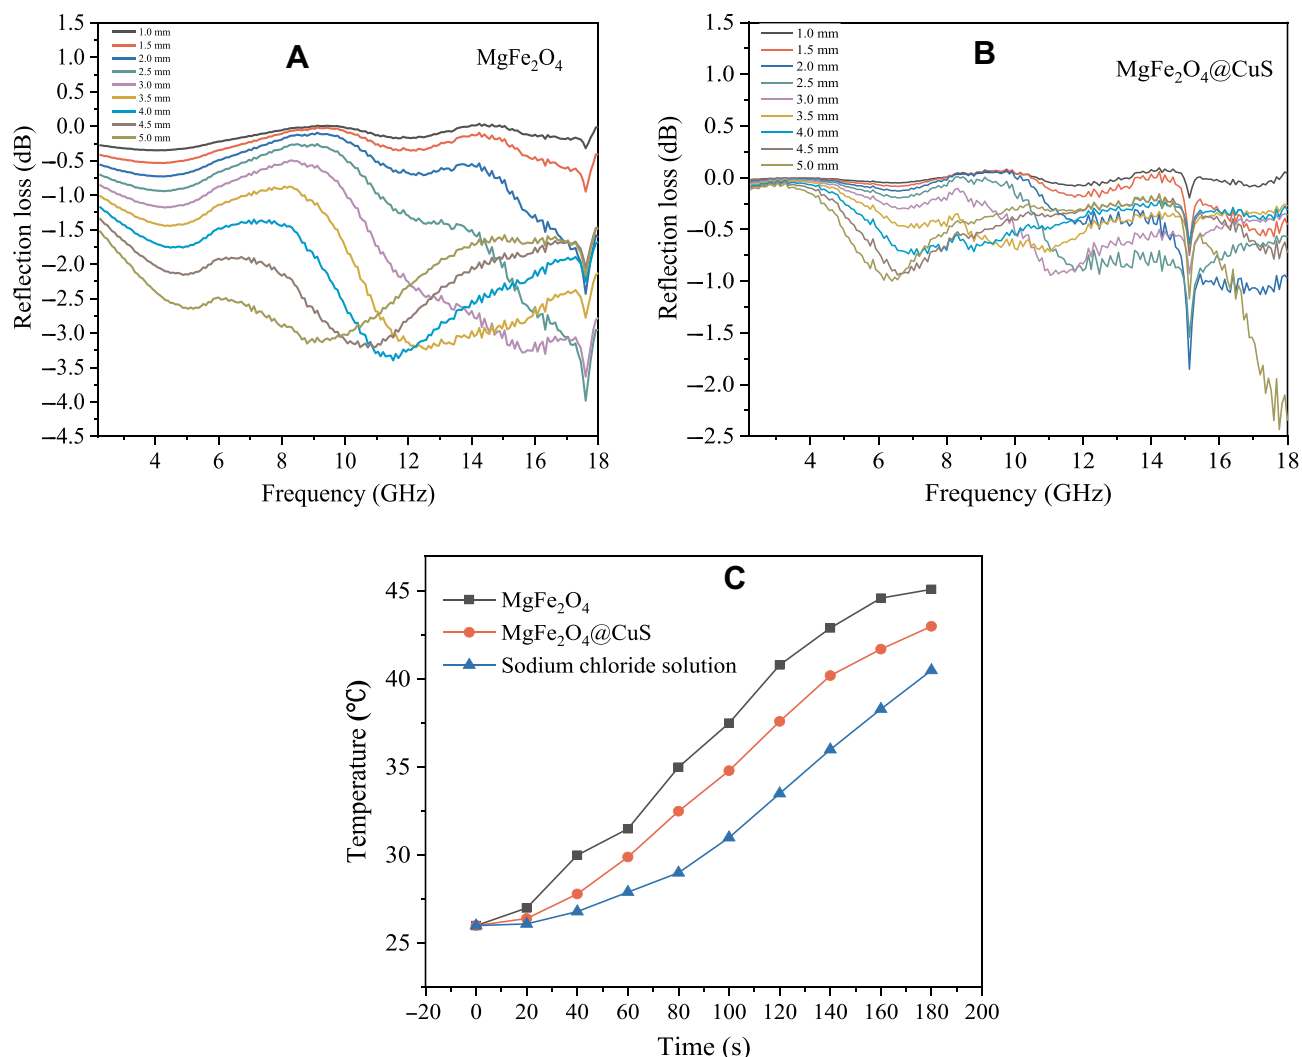 A
MgFe₂O₄
1.0 mm
1.5 mm
2.0 mm
2.5 mm
3.0 mm
3.5 mm
4.0 mm
4.5 mm
5.0 mm
Reflection loss (dB)
1.5
1.0
0.5
0.0
−0.5
−1.0
−1.5
−2.0
−2.5
−3.0
−3.5
−4.0
−4.5
4 6 8 10 12 14 16 18
Frequency (GHz)
B
MgFe₂O₄@CuS
1.0 mm
1.5 mm
2.0 mm
2.5 mm
3.0 mm
3.5 mm
4.0 mm
4.5 mm
5.0 mm
Reflection loss (dB)
1.5
1.0
0.5
0.0
−0.5
−1.0
−1.5
−2.0
−2.5
4 6 8 10 12 14 16 18
Frequency (GHz)
C
MgFe₂O₄
MgFe₂O₄@CuS
Sodium chloride solution
Temperature (℃)
45
40
35
30
25
−20 0 20 40 60 80 100 120 140 160 180 200
Time (s)